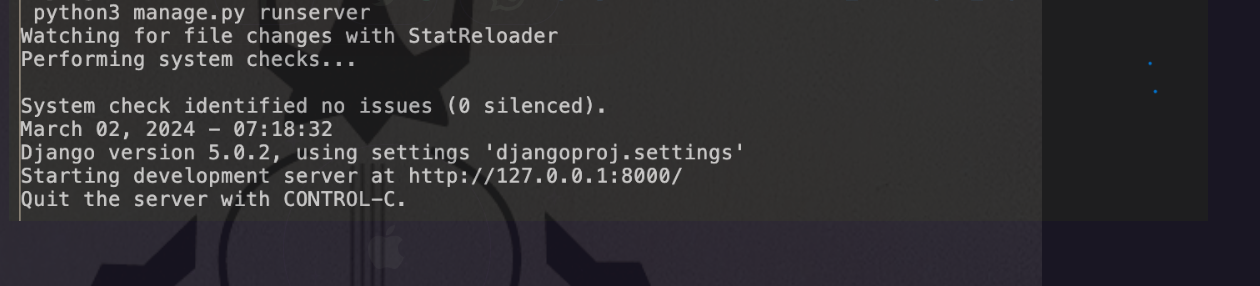 python3 manage.py runserver
Watching for file changes with StatReloader
Performing system checks...
System check identified no issues (0 silenced).
March 02, 2024 - 07:18:32
Django version 5.0.2, using settings 'djangoproj.settings'
Starting development server at http://127.0.0.1:8000/
Quit the server with CONTROL-C.